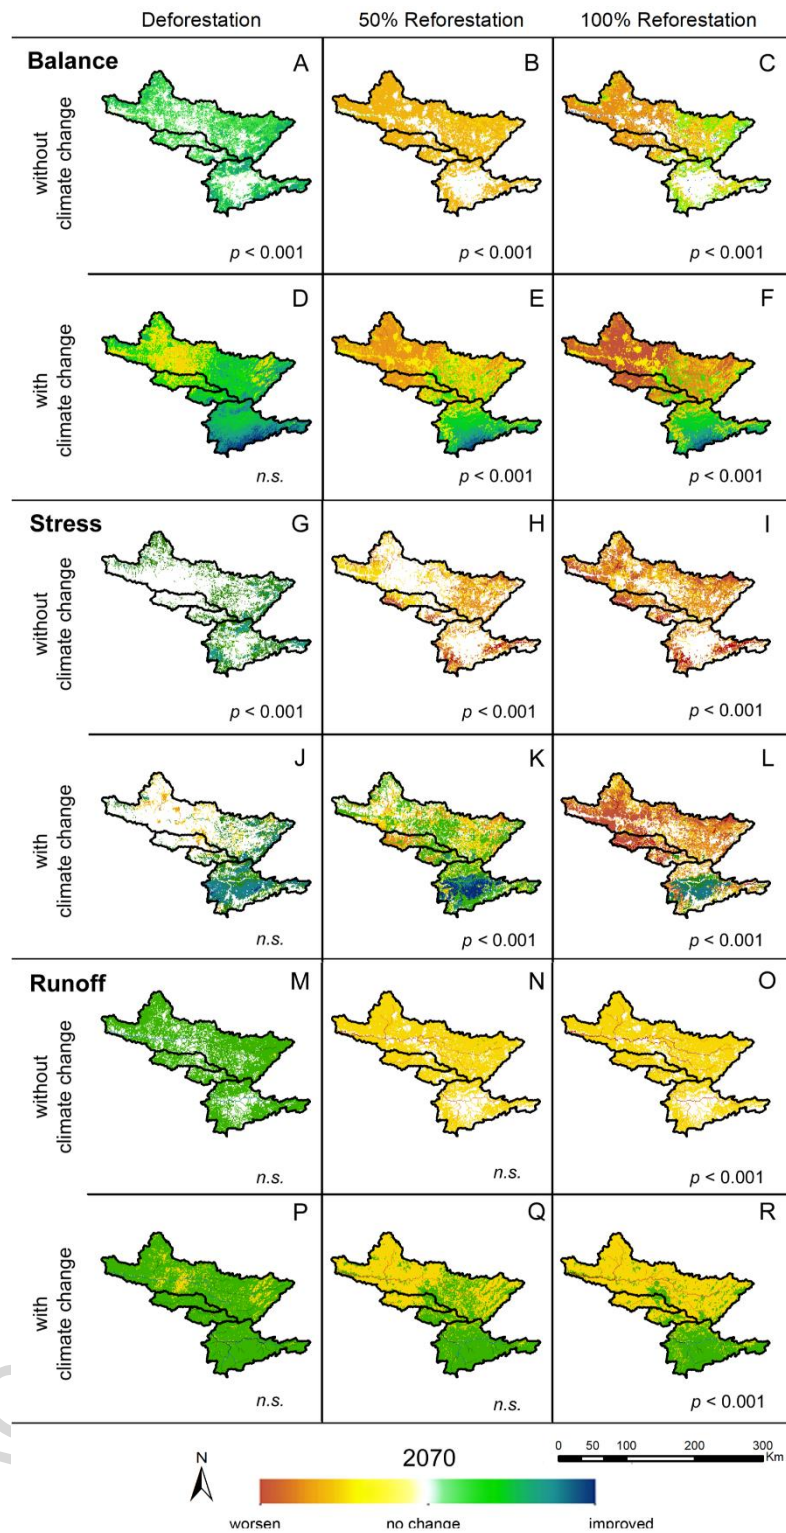 Deforestation 50% Reforestation 100% Reforestation
Balance
A B C
without
climate change
p < 0.001 p < 0.001 p < 0.001
D E F
with
climate change
n.s. p < 0.001 p < 0.001
Stress
G H I
without
climate change
p < 0.001 p < 0.001 p < 0.001
J K L
with
climate change
n.s. p < 0.001 p < 0.001
Runoff
M N O
without
climate change
n.s. n.s. p < 0.001
P Q R
with
climate change
n.s. n.s. p < 0.001
N
2070
0 50 100 200 300
Km
worsen no change improved